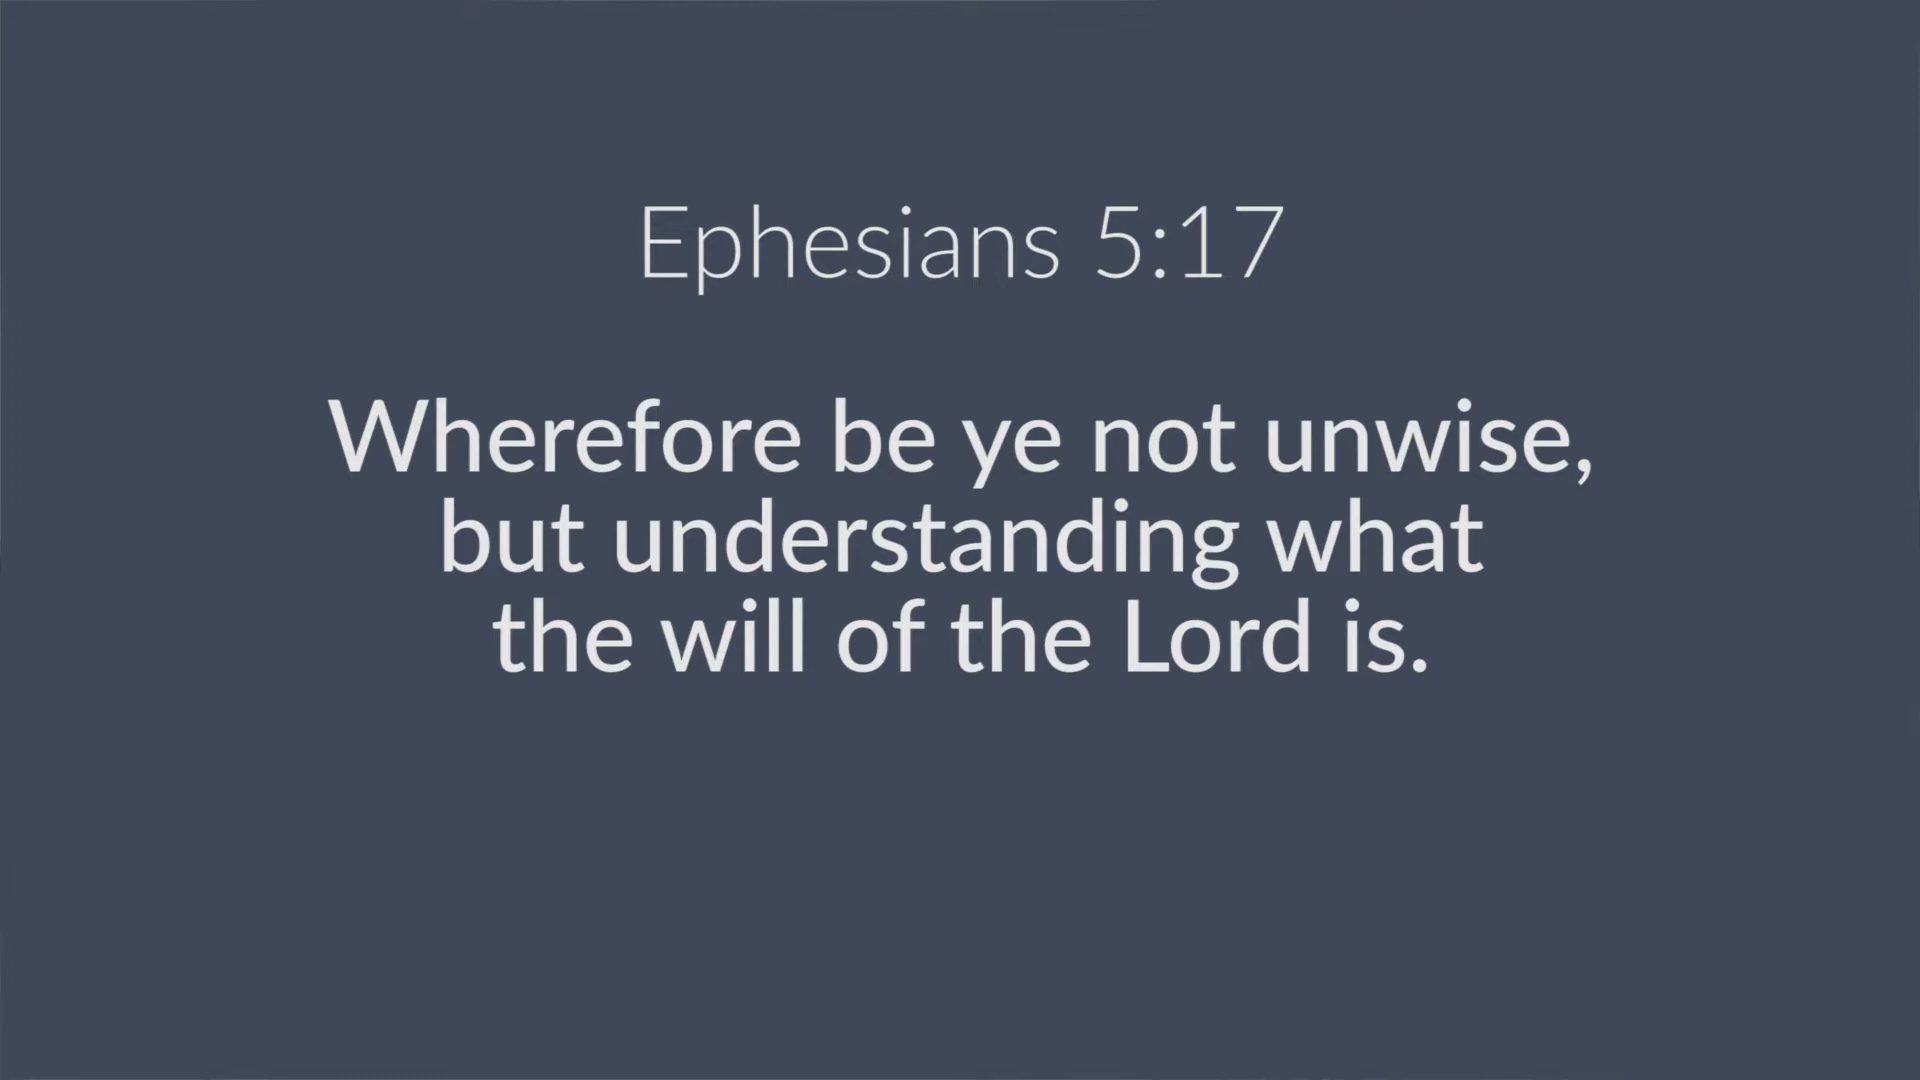 Ephesians 5:17
Wherefore be ye not unwise,
but understanding what
the will of the Lord is.